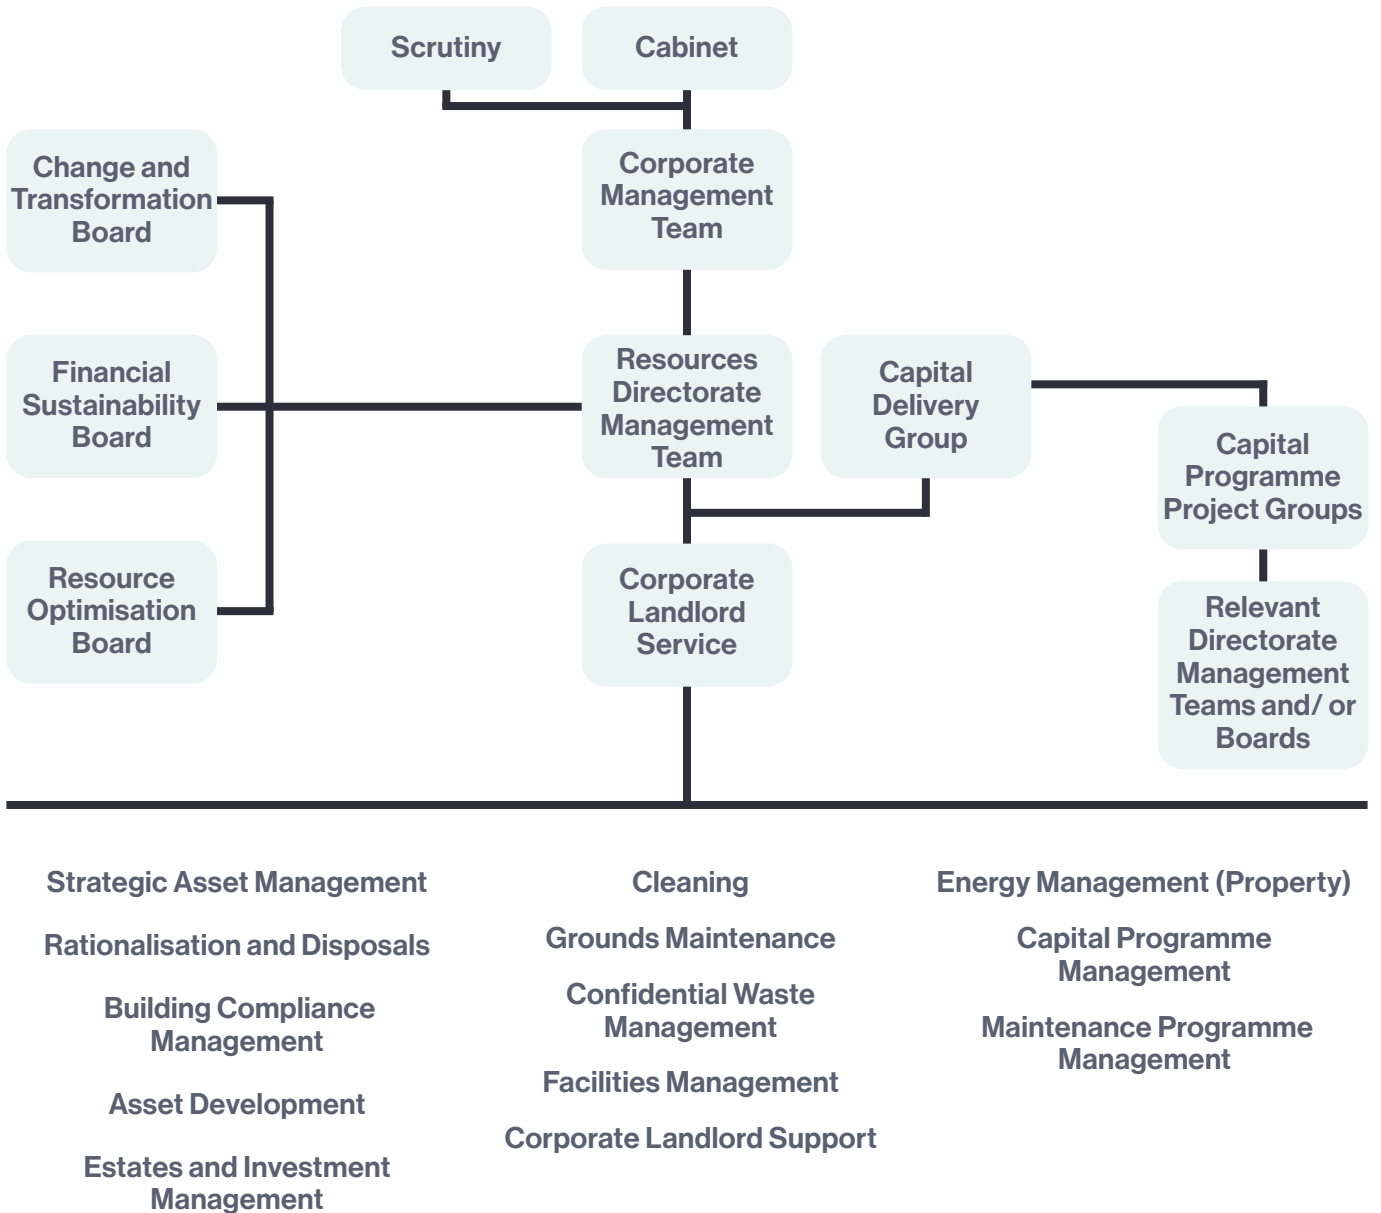 Scrutiny
Cabinet
Change and
Transformation
Board
Corporate
Management
Team
Financial
Sustainability
Board
Resources
Directorate
Management
Team
Capital
Delivery
Group
Capital
Programme
Project Groups
Resource
Optimisation
Board
Corporate
Landlord
Service
Relevant
Directorate
Management
Teams and/ or
Boards
Strategic Asset Management
Rationalisation and Disposals
Building Compliance
Management
Asset Development
Estates and Investment
Management
Cleaning
Grounds Maintenance
Confidential Waste
Management
Facilities Management
Corporate Landlord Support
Energy Management (Property)
Capital Programme
Management
Maintenance Programme
Management